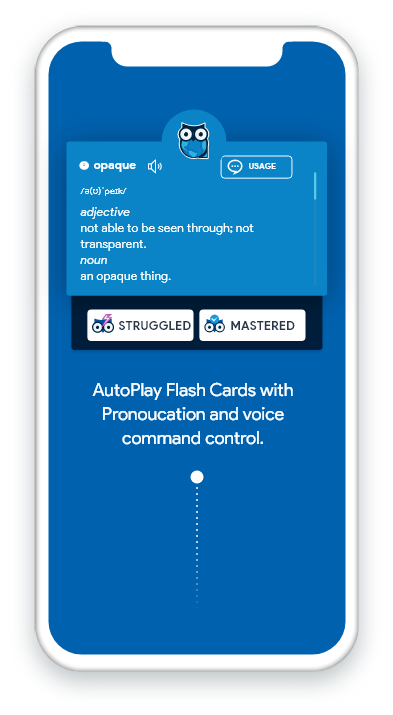 opaque
USAGE
/ə(ʊ)ˈpeɪk/
adjective
not able to be seen through; not
transparent.
noun
an opaque thing.
STRUGGLED
MASTERED
AutoPlay Flash Cards with
Pronoucation and voice
command control.